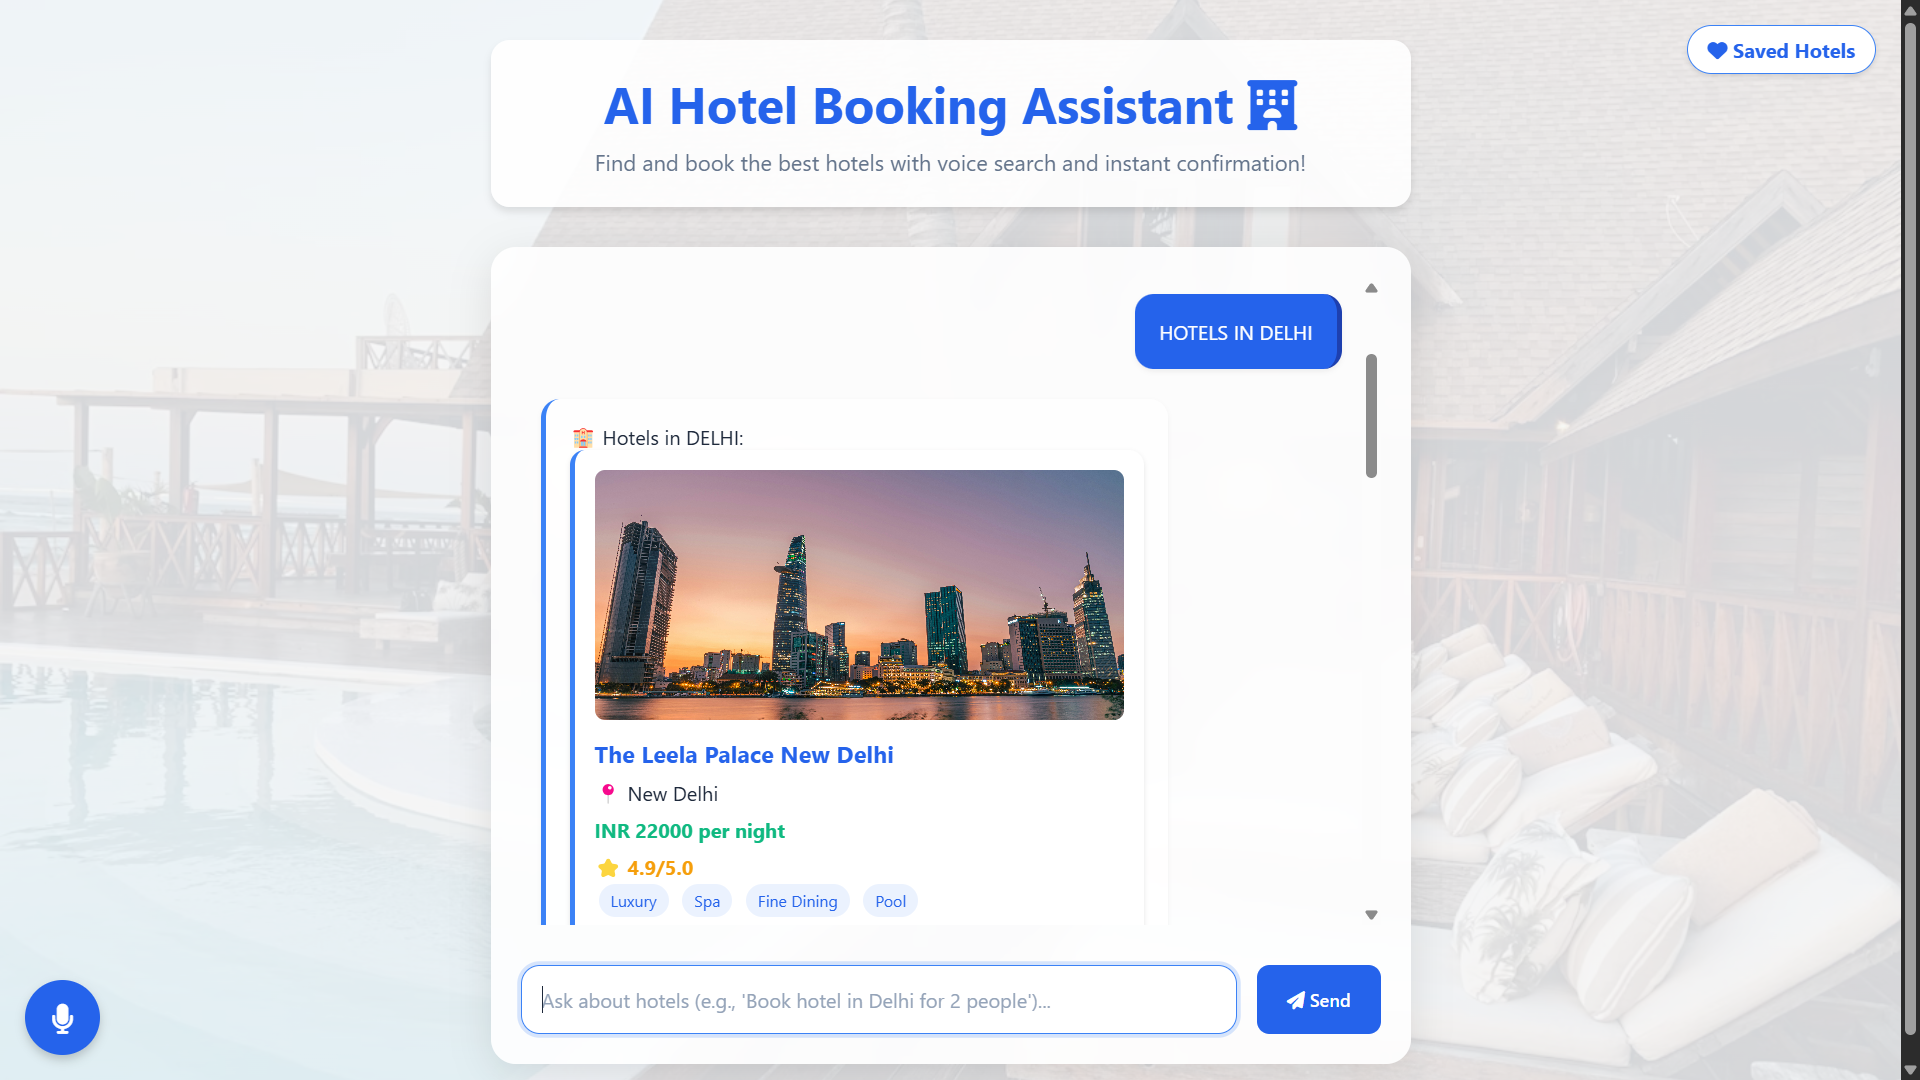 Saved Hotels
AI Hotel Booking Assistant
Find and book the best hotels with voice search and instant confirmation!
HOTELS IN DELHI
Hotels in DELHI:
The Leela Palace New Delhi
New Delhi
INR 22000 per night
4.9/5.0
Luxury Spa Fine Dining Pool
Ask about hotels (e.g., 'Book hotel in Delhi for 2 people')...
Send